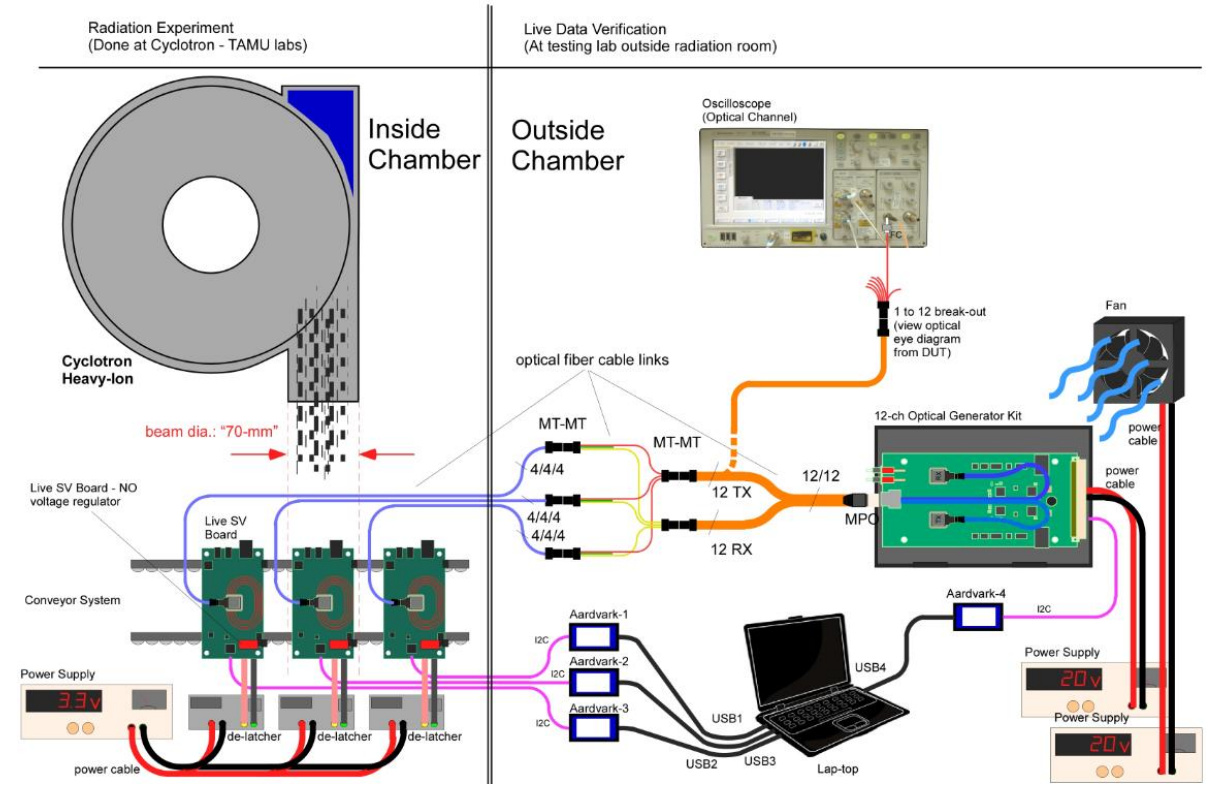 Radiation Experiment
(Done at Cyclotron - TAMU labs)
Live Data Verification
(At testing lab outside radiation room)
Inside
Chamber
Outside
Chamber
Oscilloscope
(Optical Channel)
FC
1 to 12 break-out
(view optical
eye diagram
from DUT)
Fan
Cyclotron
Heavy-Ion
optical fiber cable links
beam dia.: “70-mm”
12-ch Optical Generator Kit
power
cable
power
cable
MT-MT
MT-MT
4/4/4
4/4/4
4/4/4
12 TX
12/12
12 RX
MPO
RX
TX
Live SV Board - NO
voltage regulator
Live SV
Board
Conveyor System
Aardvark-1
Aardvark-2
Aardvark-3
Aardvark-4
I2C
I2C
I2C
I2C
USB4
USB1
USB2
USB3
Lap-top
Power Supply
3.3v
de-latcher
de-latcher
de-latcher
power cable
Power Supply
20v
Power Supply
20v